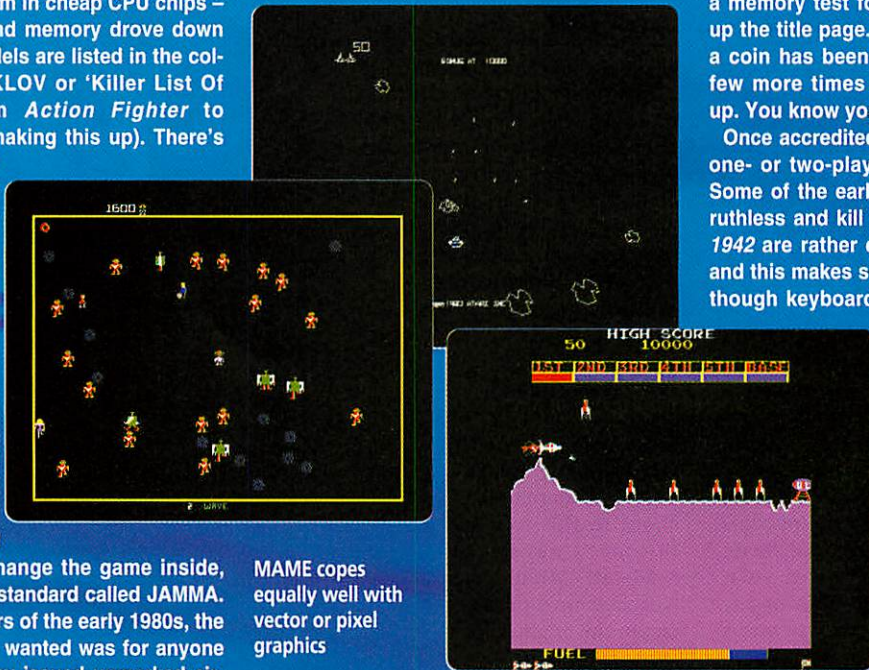 m in cheap CPU chips –
nd memory drove down
dels are listed in the col-
KLOV or 'Killer List Of
Action Fighter to
making this up). There's
hange the game inside,
standard called JAMMA.
rs of the early 1980s, the
wanted was for anyone
MAME copes
equally well with
vector or pixel
graphics
a memory test fo
up the title page.
a coin has been
few more times
up. You know yo
Once accredited
one- or two-play
Some of the earl
ruthless and kill
1942 are rather
and this makes s
though keyboard
50
BONUS AT 10000
1600
2 WAVE
HIGH SCORE
50 10000
1ST 2ND 3RD 4TH 5TH BASE
FUEL